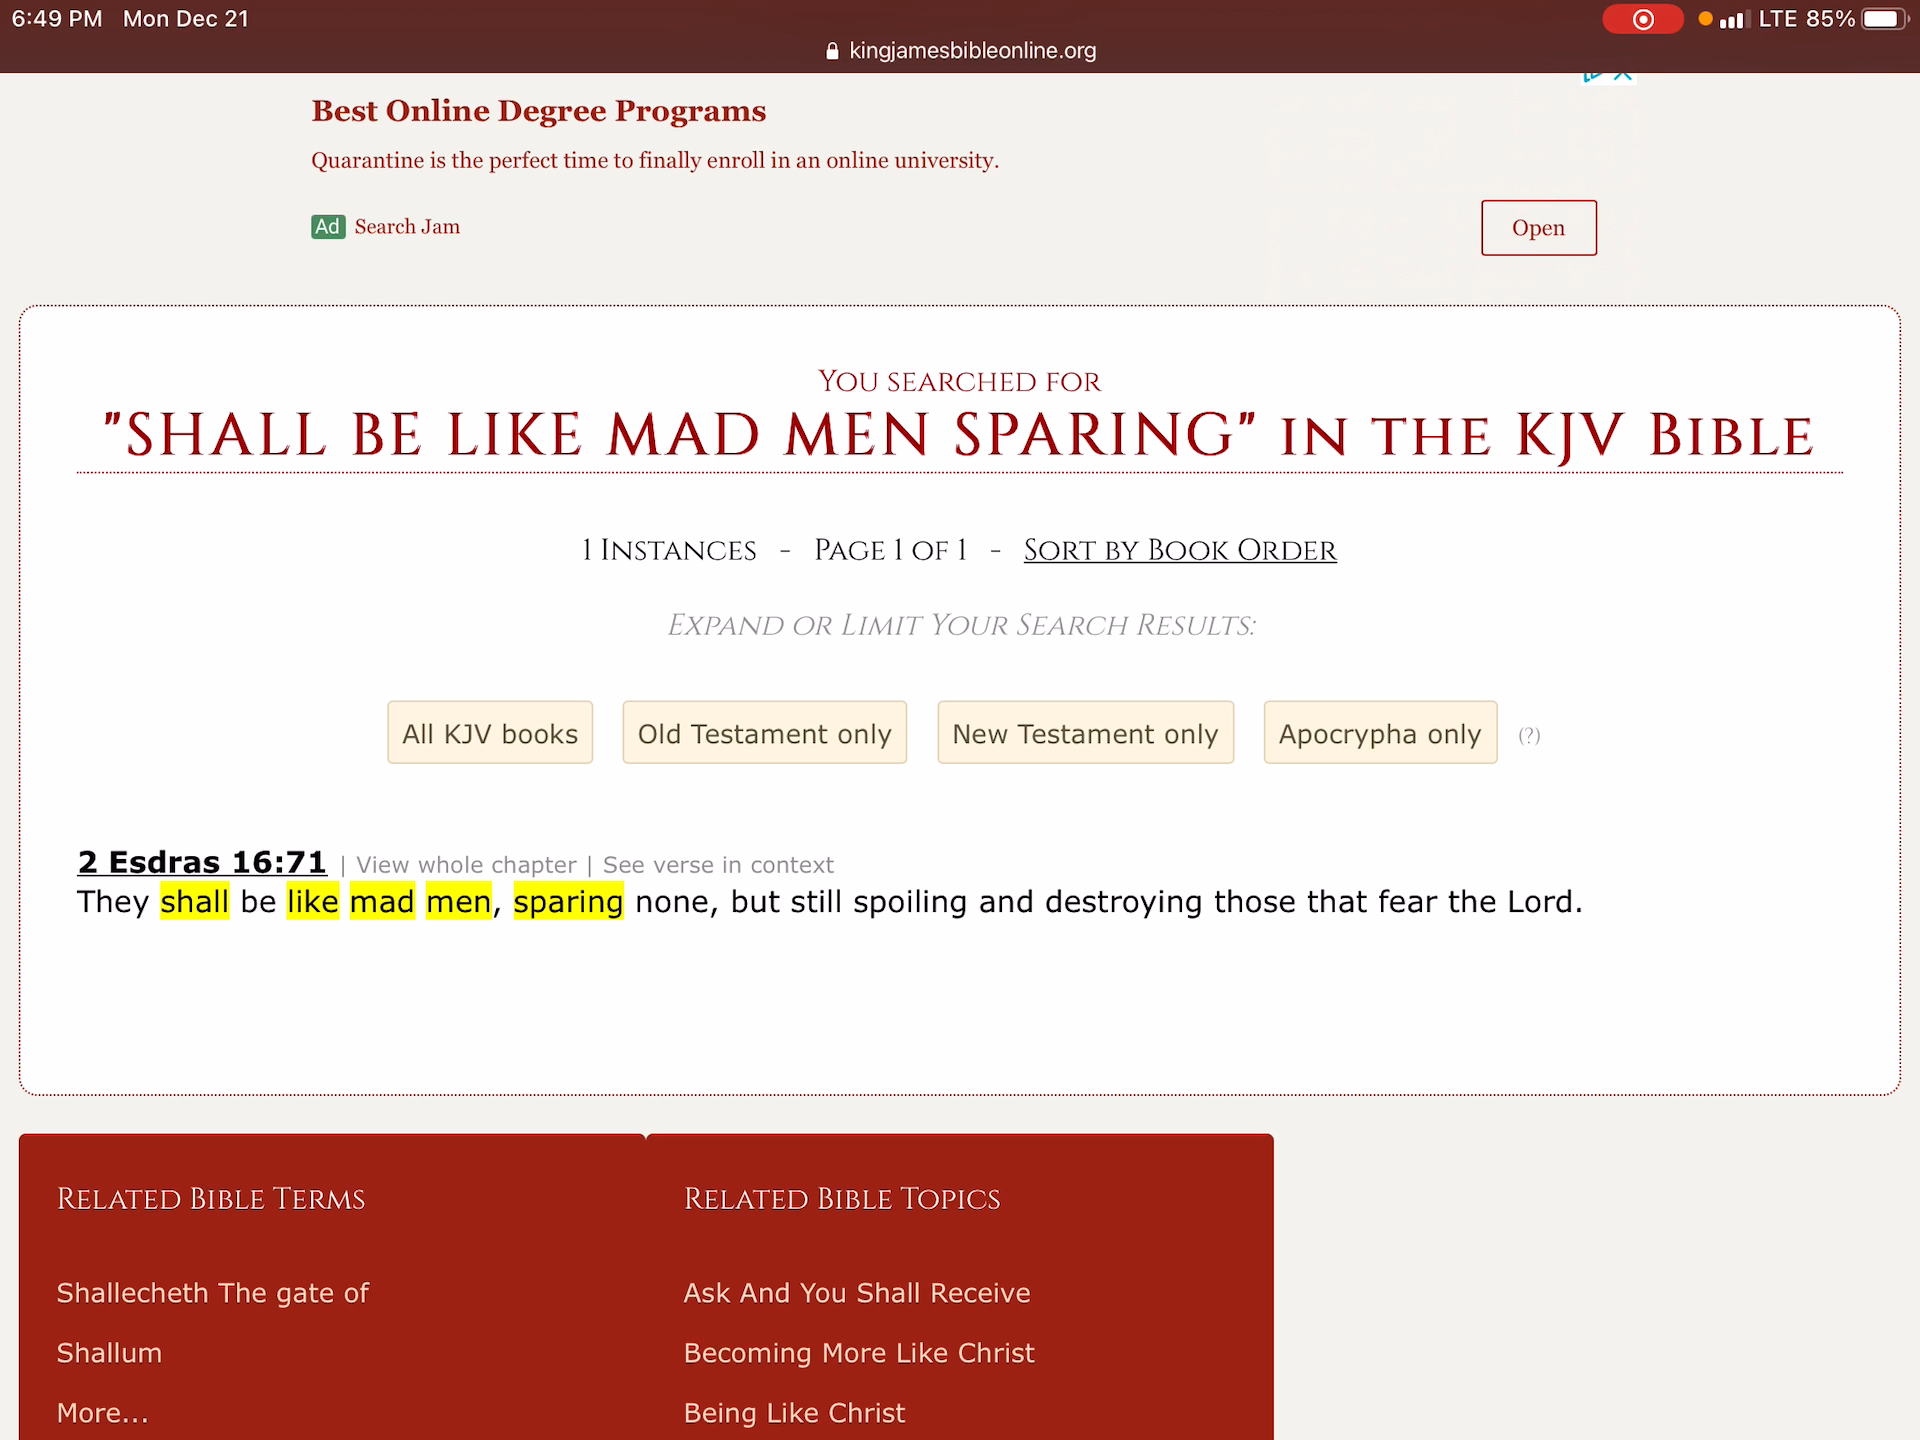 6:49 PM Mon Dec 21
LTE 85%
kingjamesbibleonline.org
Best Online Degree Programs
Quarantine is the perfect time to finally enroll in an online university.
Ad Search Jam
Open
You searched for
"SHALL BE LIKE MAD MEN SPARING" in the KJV Bible
1 Instances - Page 1 of 1 - Sort by Book Order
Expand or Limit Your Search Results:
All KJV books Old Testament only New Testament only Apocrypha only (?)
2 Esdras 16:71 | View whole chapter | See verse in context
They shall be like mad men, sparing none, but still spoiling and destroying those that fear the Lord.
Related Bible Terms
Shallecheth The gate of
Shallum
More...
Related Bible Topics
Ask And You Shall Receive
Becoming More Like Christ
Being Like Christ